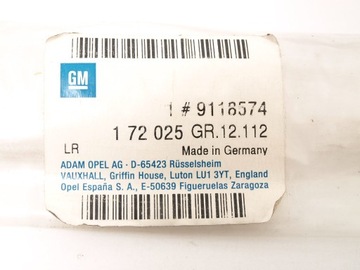 GM
1 # 9118574
1 72 025 GR.12.112
LR Made in Germany
ADAM OPEL AG · D-65423 Rüsselsheim
VAUXHALL, Griffin House, Luton LU1 3YT, England
Opel España S. A., E-50639 Figueruelas Zaragoza